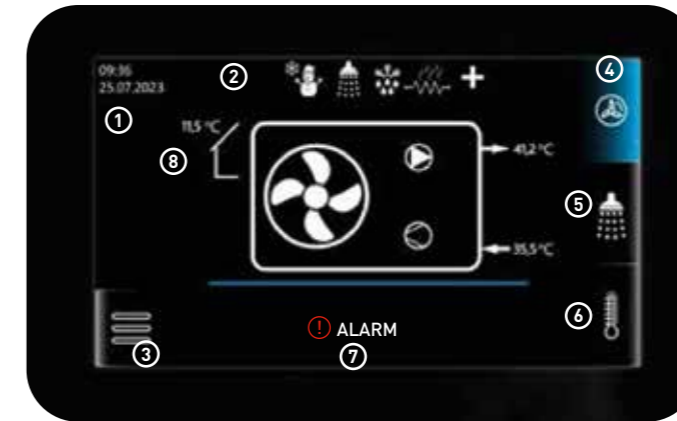 09:36
25.07.2023
①
②
④
11,5 °C
⑧
41,2 °C
⑤
35,5 °C
⑥
③
! ALARM
⑦